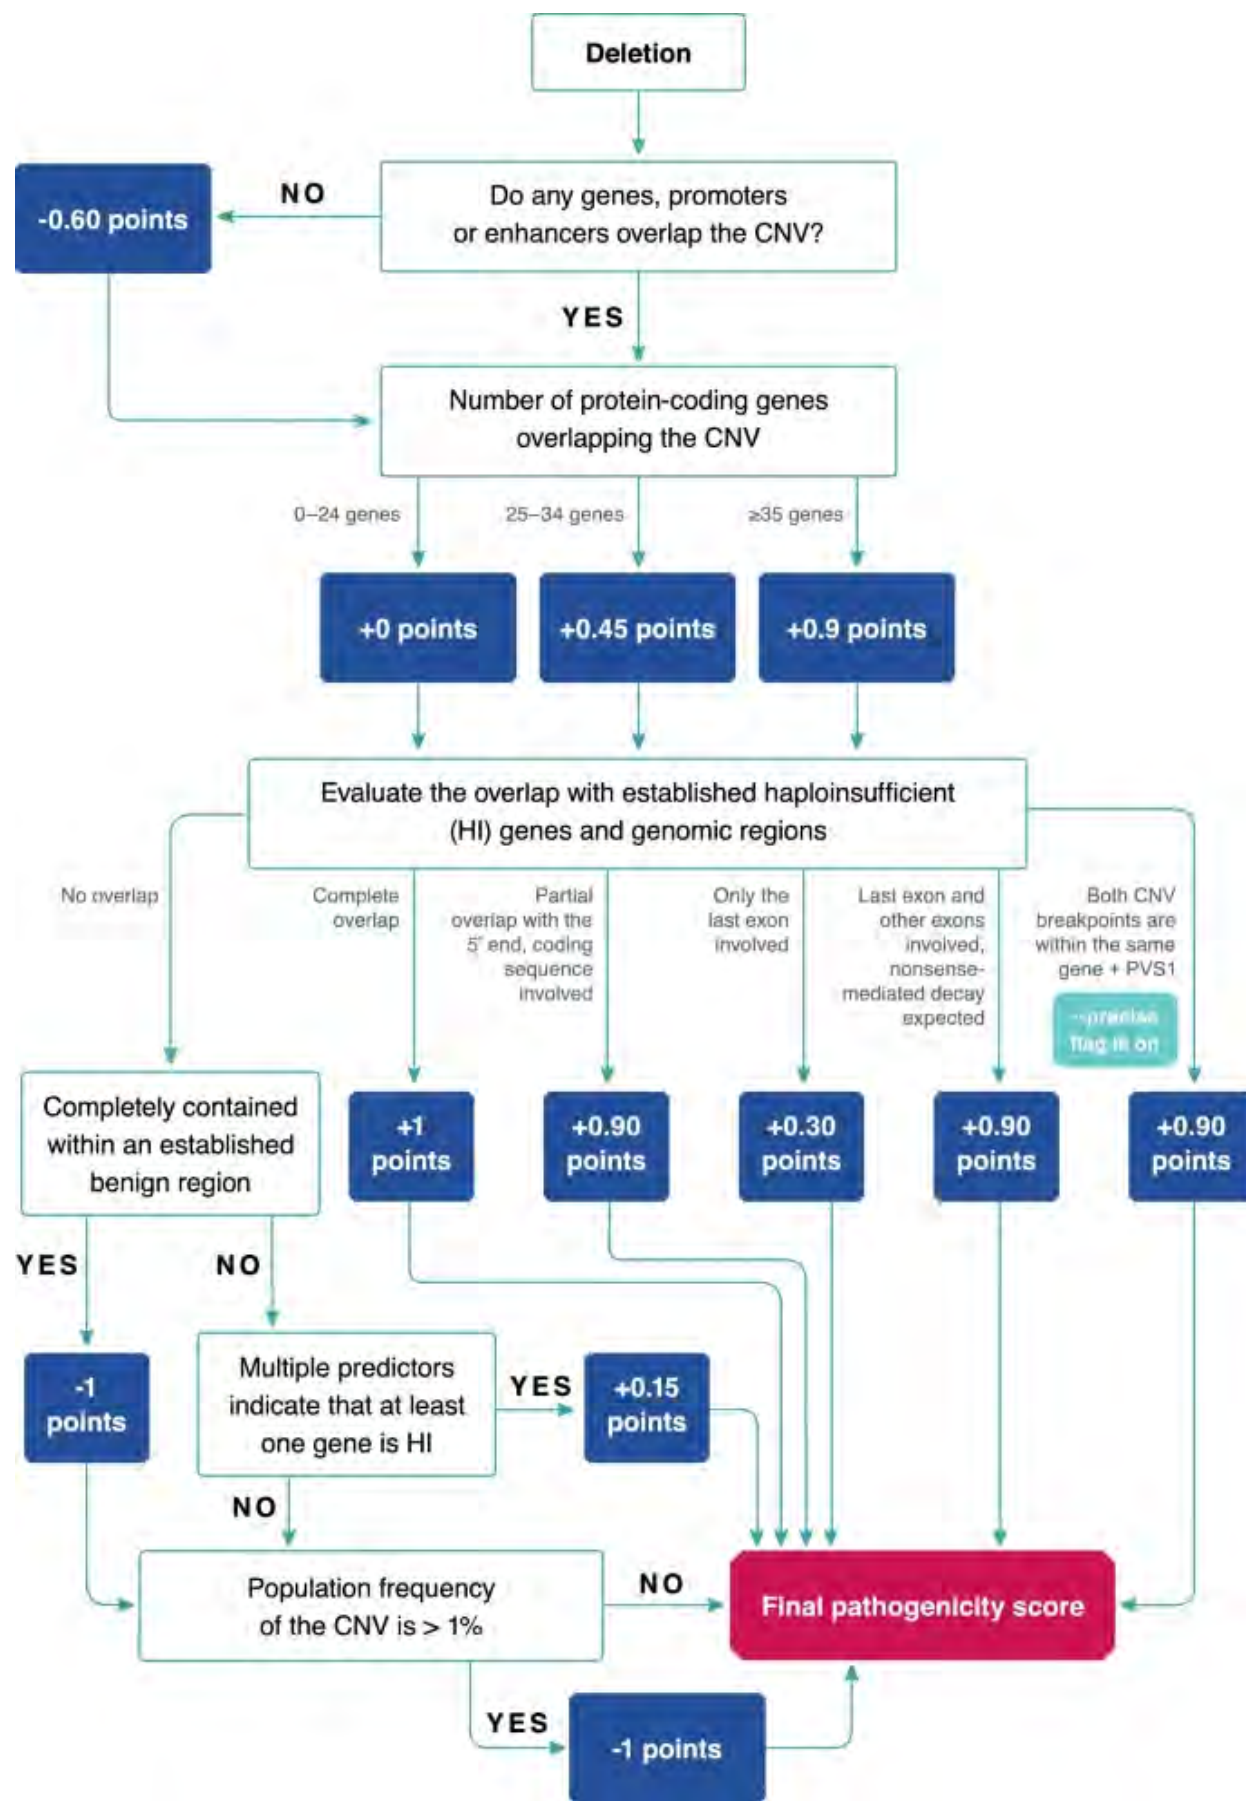 Deletion
Do any genes, promoters
or enhancers overlap the CNV?
NO
-0.60 points
YES
Number of protein-coding genes
overlapping the CNV
0–24 genes
25–34 genes
≥35 genes
+0 points
+0.45 points
+0.9 points
Evaluate the overlap with established haploinsufficient
(HI) genes and genomic regions
No overlap
Complete
overlap
Partial
overlap with the
5′ end, coding
sequence
involved
Only the
last exon
involved
Last exon and
other exons
involved,
nonsense-
mediated decay
expected
Both CNV
breakpoints are
within the same
gene + PVS1
--precise
flag is on
Completely contained
within an established
benign region
+1
points
+0.90
points
+0.30
points
+0.90
points
+0.90
points
YES
NO
-1
points
Multiple predictors
indicate that at least
one gene is HI
YES
+0.15
points
NO
Population frequency
of the CNV is > 1%
NO
Final pathogenicity score
YES
-1 points